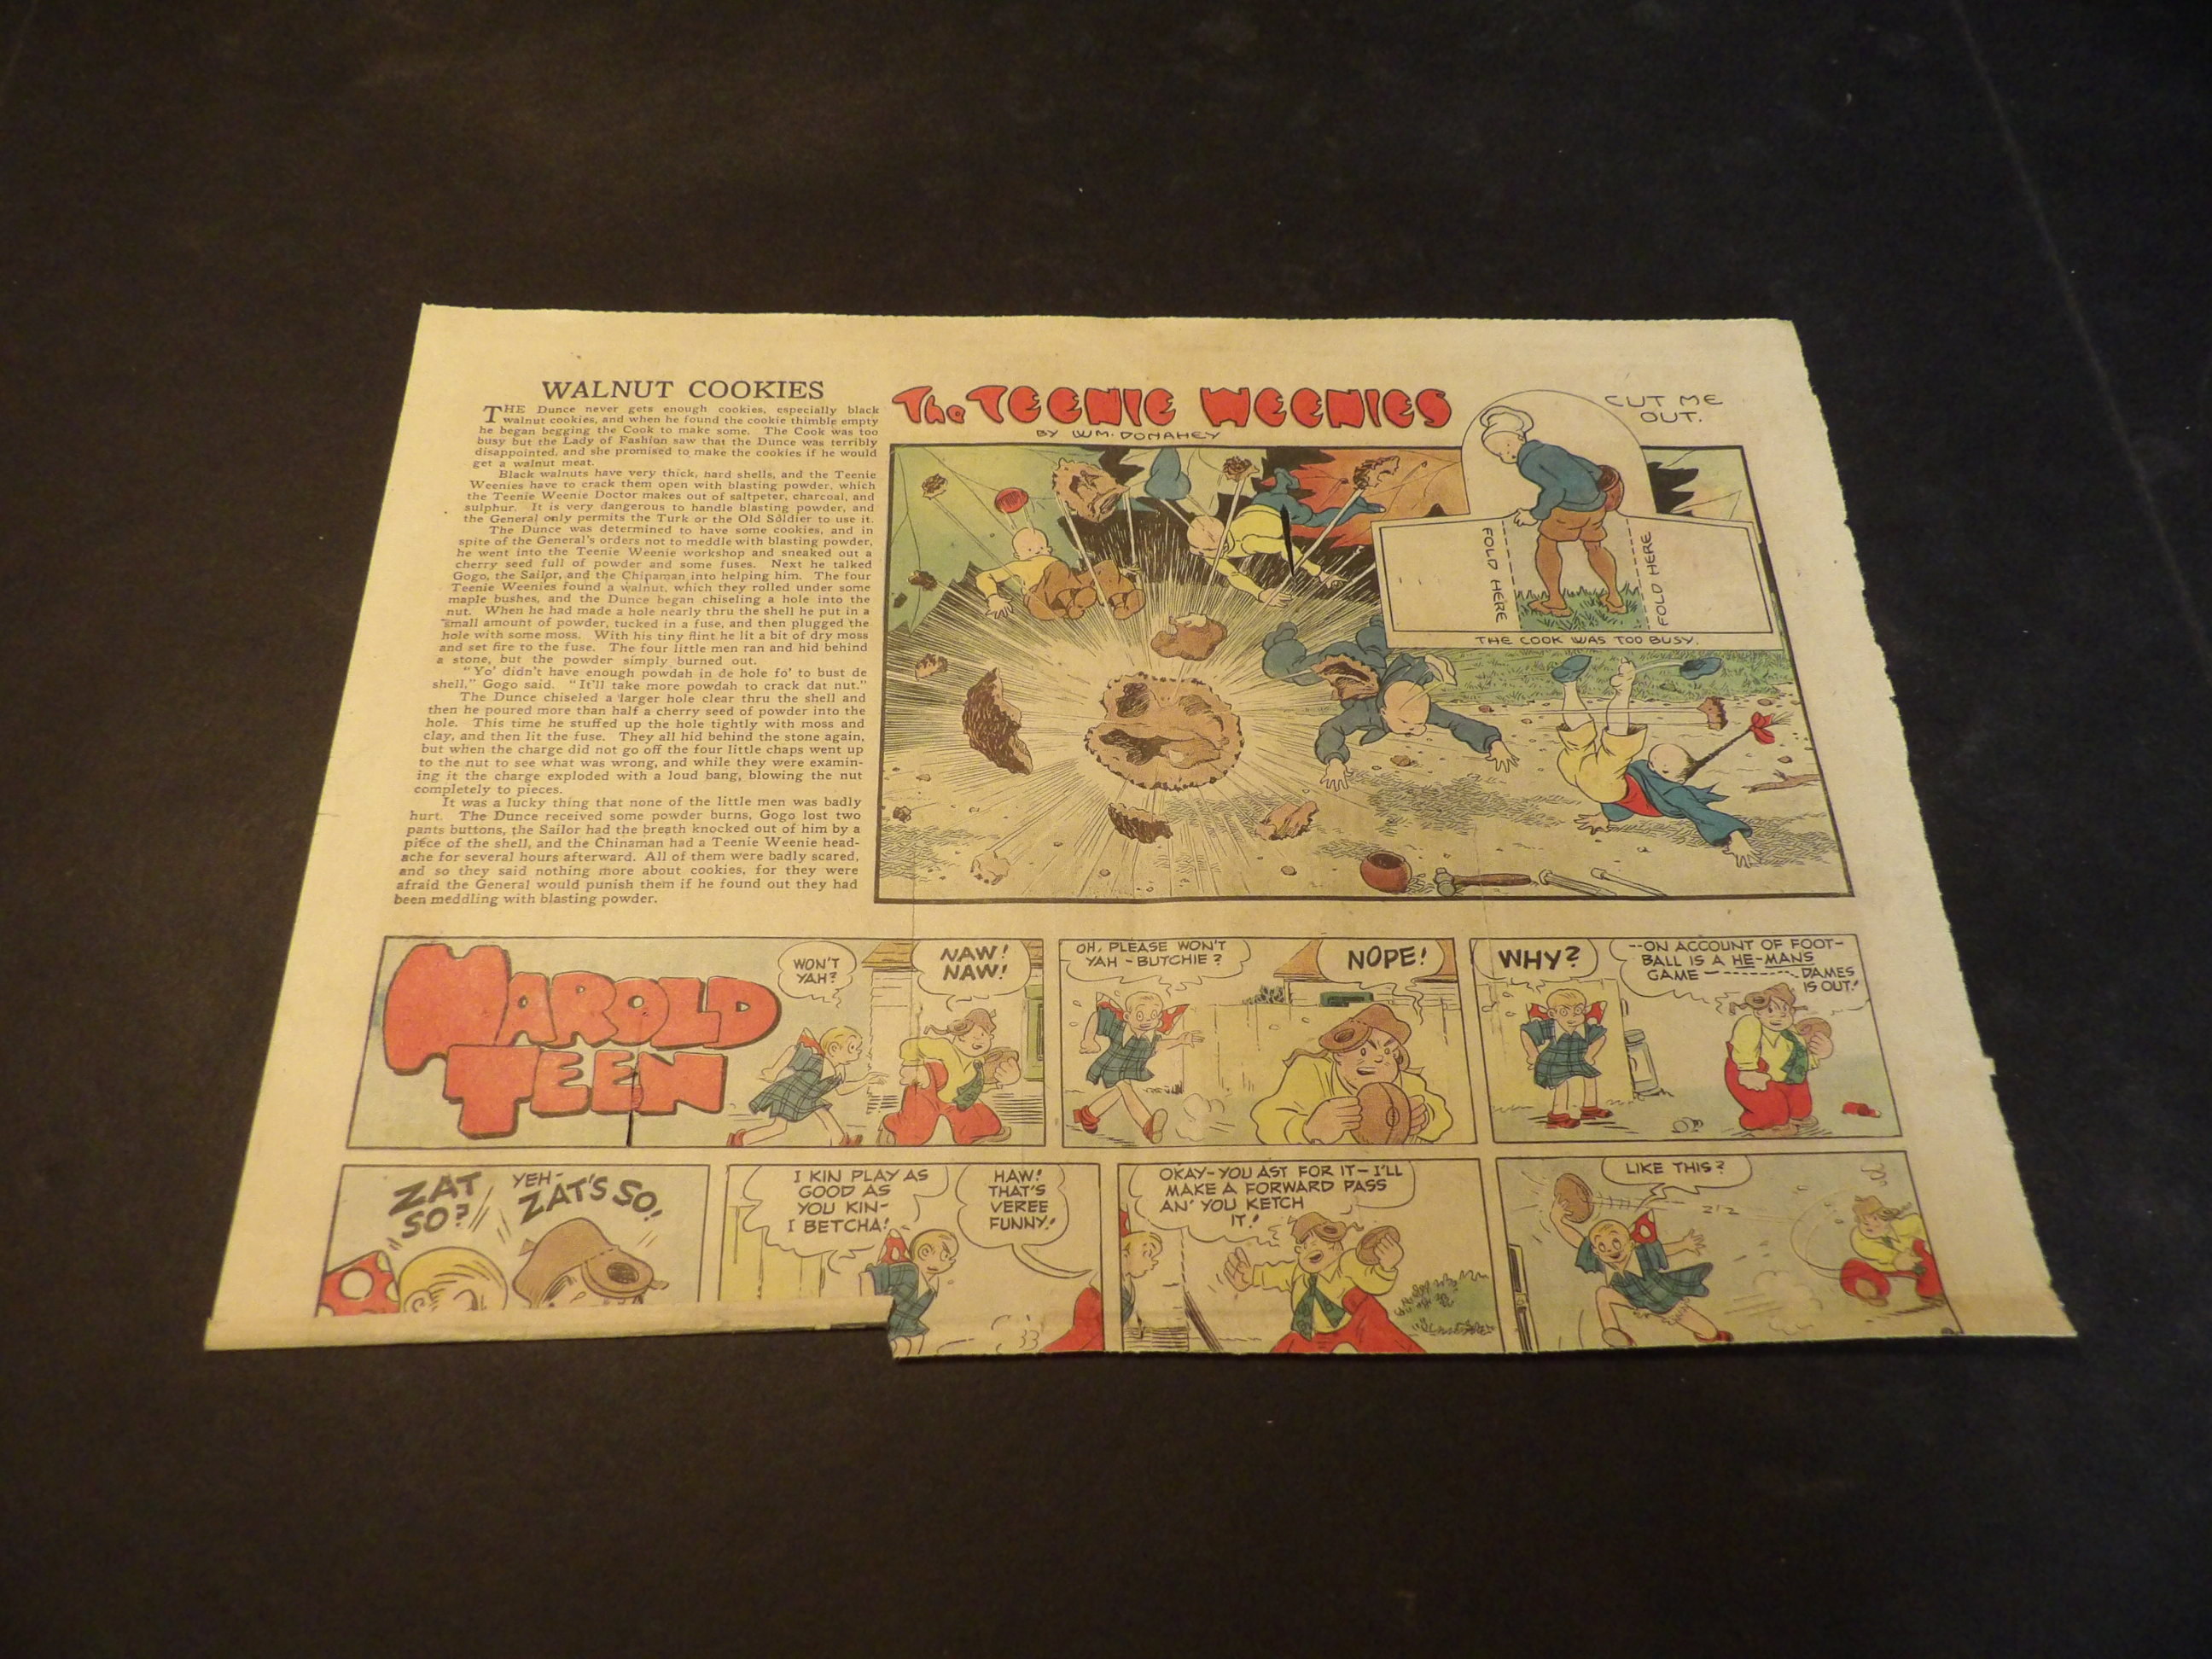 WALNUT COOKIES
THE Dunce never gets enough cookies, especially black
walnut cookies, and when he found the cookie thimble empty
he began begging the Cook to make some. The Cook was too
busy but the Lady of Fashion saw that the Dunce was terribly
disappointed, and she promised to make the cookies if he would
get a walnut meat.
Black walnuts have very thick, hard shells, and the Teenie
Weenies have to crack them open with blasting powder, which
the Teenie Weenie Doctor makes out of saltpeter, charcoal, and
sulphur. It is very dangerous to handle blasting powder, and
the General only permits the Turk or the Old Soldier to use it.
The Dunce was determined to have some cookies, and in
spite of the General's orders not to meddle with blasting powder,
he went into the Teenie Weenie workshop and sneaked out a
cherry seed full of powder and some fuses. Next he talked
Gogo, the Sailor, and the Chinaman into helping him. The four
Teenie Weenies found a walnut, which they rolled under some
maple bushes, and the Dunce began chiseling a hole into the
nut. When he had made a hole nearly thru the shell he put in a
small amount of powder, tucked in a fuse, and then plugged the
hole with some moss. With his tiny flint he lit a bit of dry moss
and set fire to the fuse. The four little men ran and hid behind
a stone, but the powder simply burned out.
"Yo' didn't have enough powdah in de hole fo' to bust de
shell," Gogo said. "It'll take more powdah to crack dat nut."
The Dunce chiseled a larger hole clear thru the shell and
then he poured more than half a cherry seed of powder into the
hole. This time he stuffed up the hole tightly with moss and
clay, and then lit the fuse. They all hid behind the stone again,
but when the charge did not go off the four little chaps went up
to the nut to see what was wrong, and while they were examin-
ing it the charge exploded with a loud bang, blowing the nut
completely to pieces.
It was a lucky thing that none of the little men was badly
hurt. The Dunce received some powder burns, Gogo lost two
pants buttons, the Sailor had the breath knocked out of him by a
piece of the shell, and the Chinaman had a Teenie Weenie head-
ache for several hours afterward. All of them were badly scared,
and so they said nothing more about cookies, for they were
afraid the General would punish them if he found out they had
been meddling with blasting powder.
The TEENIE WEENIES
BY WM. DONAHEY
CUT ME
OUT.
FOLD HERE
FOLD HERE
THE COOK WAS TOO BUSY.
HAROLD
TEEN
WON'T
YAH?
NAW!
NAW!
OH, PLEASE WON'T
YAH - BUTCHIE?
NOPE!
WHY?
--ON ACCOUNT OF FOOT-
BALL IS A HE-MANS
GAME --------- DAMES
IS OUT!
ZAT
SO?
YEH-
ZAT'S SO!
I KIN PLAY AS
GOOD AS
YOU KIN-
I BETCHA!
HAW!
THAT'S
VEREE
FUNNY!
OKAY-YOU AST FOR IT-I'LL
MAKE A FORWARD PASS
AN' YOU KETCH
IT!
LIKE THIS?